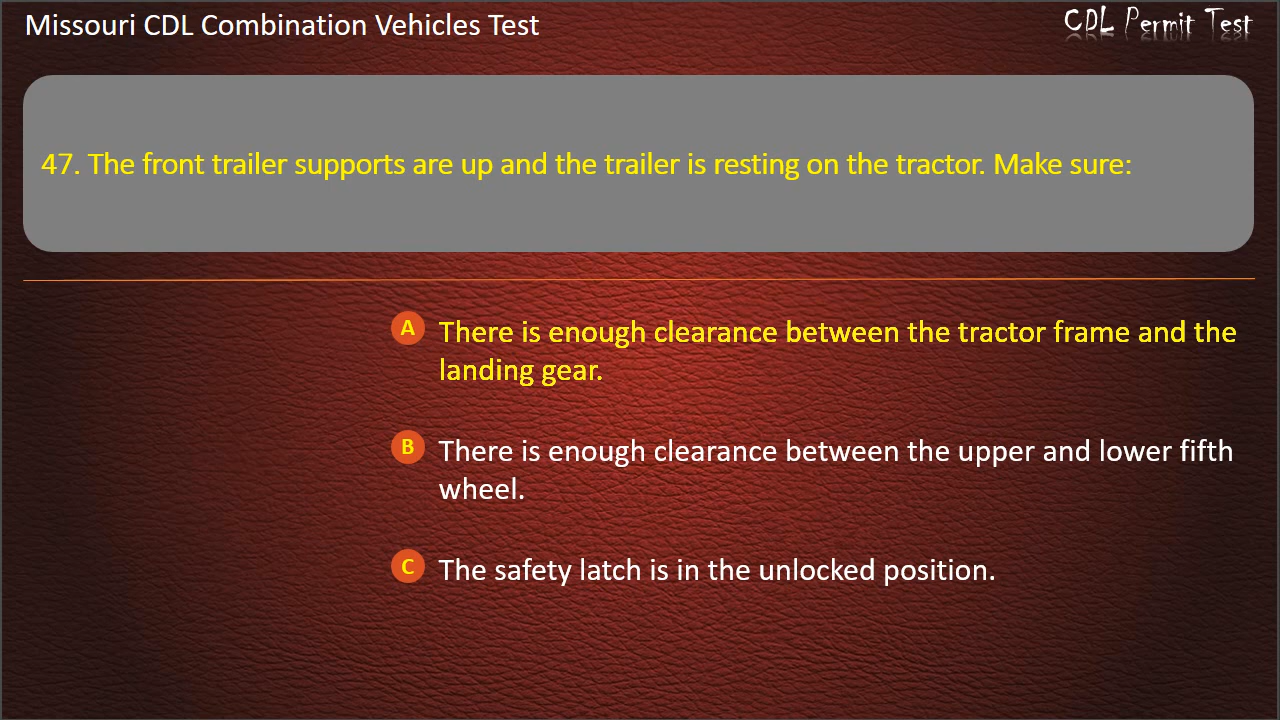 Missouri CDL Combination Vehicles Test
CDL Permit Test
47. The front trailer supports are up and the trailer is resting on the tractor. Make sure:
A There is enough clearance between the tractor frame and the
landing gear.
B There is enough clearance between the upper and lower fifth
wheel.
C The safety latch is in the unlocked position.